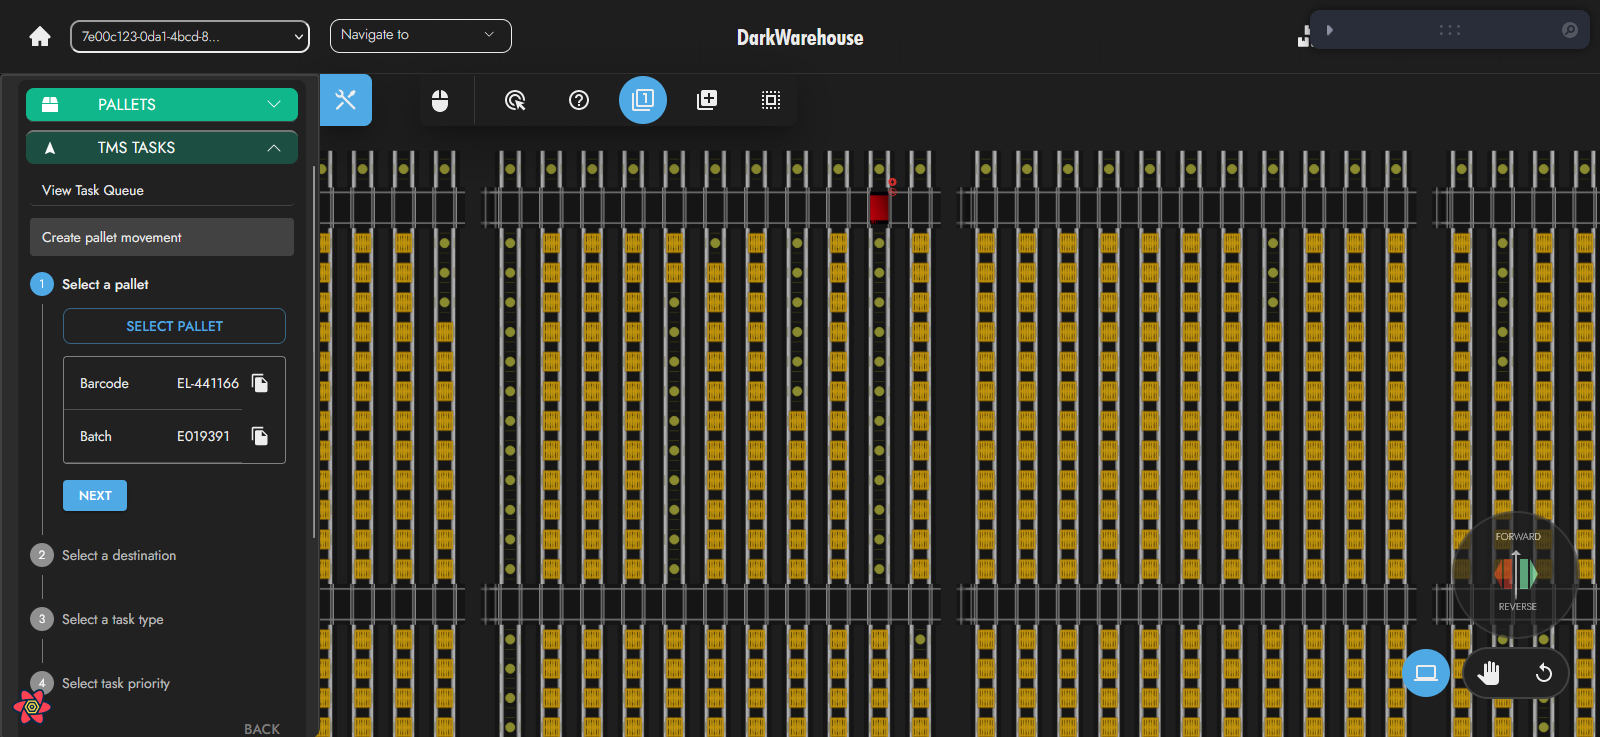 7e00c123-0da1-4bcd-8...
Navigate to
DarkWarehouse
PALLETS
TMS TASKS
View Task Queue
Create pallet movement
1 Select a pallet
SELECT PALLET
Barcode EL-441166
Batch E019391
NEXT
2 Select a destination
3 Select a task type
4 Select task priority
BACK
1
FORWARD
REVERSE